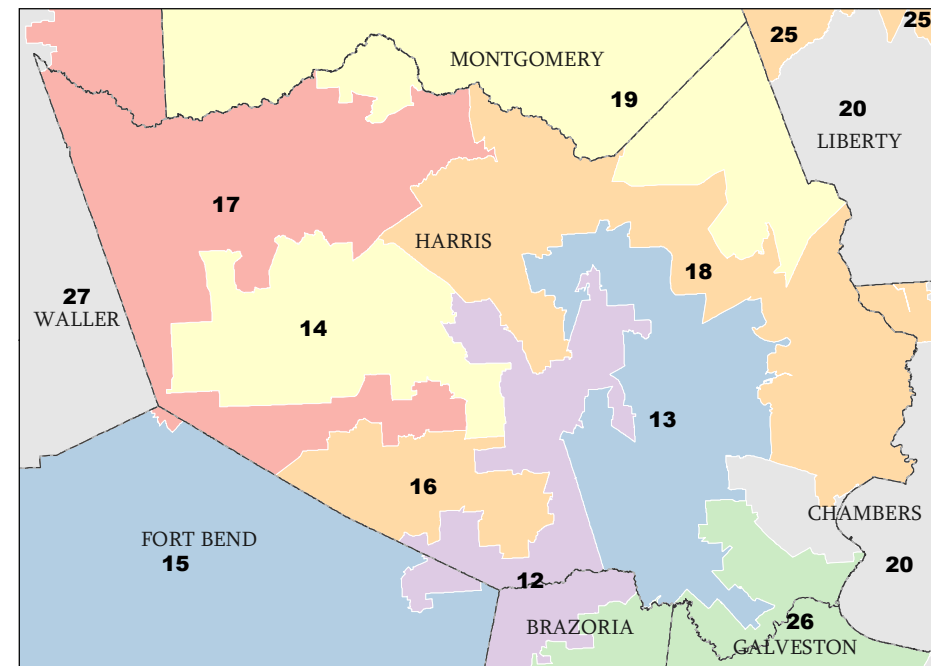 25
25
MONTGOMERY
19
20
LIBERTY
17
HARRIS
18
27
WALLER
14
13
16
CHAMBERS
FORT BEND
15
20
12
26
BRAZORIA
GALVESTON